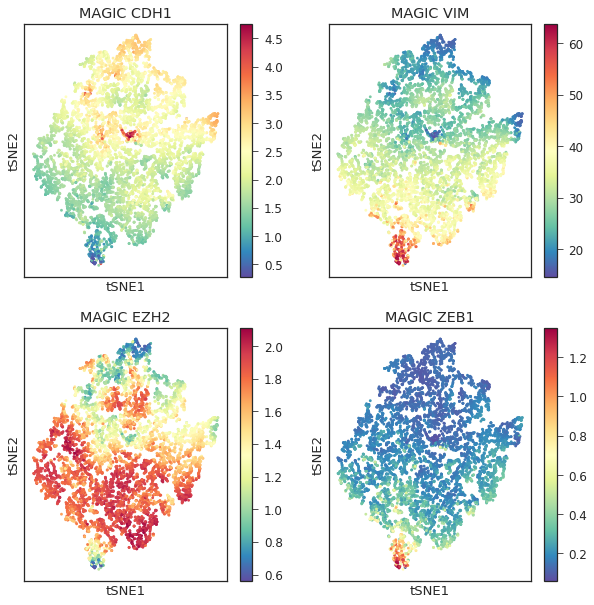 MAGIC CDH1
MAGIC VIM
4.5
4.0
3.5
3.0
2.5
2.0
1.5
1.0
0.5
60
50
40
30
20
tSNE2
tSNE2
tSNE1
tSNE1
MAGIC EZH2
MAGIC ZEB1
2.0
1.8
1.6
1.4
1.2
1.0
0.8
0.6
1.2
1.0
0.8
0.6
0.4
0.2
tSNE2
tSNE2
tSNE1
tSNE1